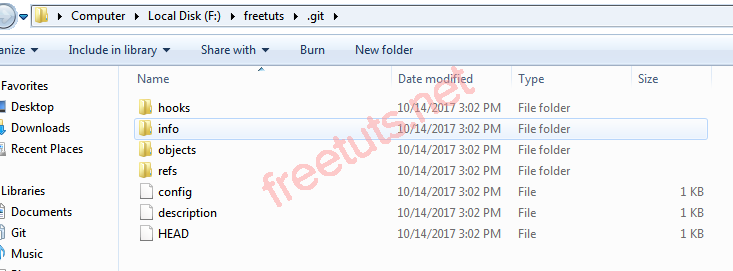 Computer Local Disk (F:) freetuts .git
Include in library Share with Burn New folder
Name Date modified Type Size
Favorites
Desktop
Downloads
Recent Places
Libraries
Documents
Git
Music
hooks 10/14/2017 3:02 PM File folder
info 10/14/2017 3:02 PM File folder
objects 10/14/2017 3:02 PM File folder
refs 10/14/2017 3:02 PM File folder
config 10/14/2017 3:02 PM File 1 KB
description 10/14/2017 3:02 PM File 1 KB
HEAD 10/14/2017 3:02 PM File 1 KB
freetuts.net